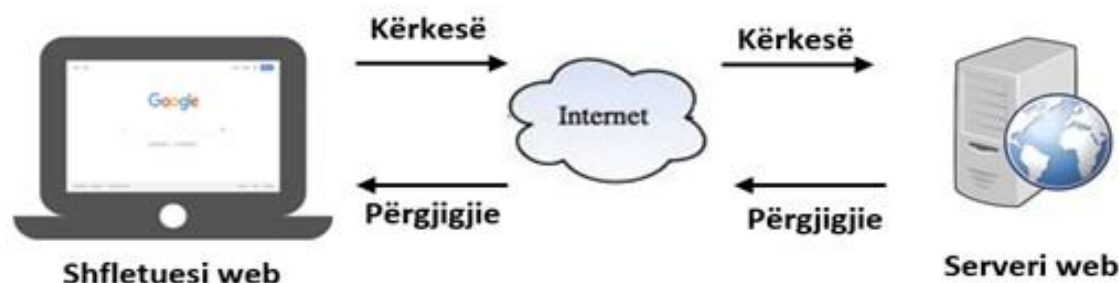 Kërkesë
Kërkesë
Google
Internet
Përgjigjie
Përgjigjie
Shfletuesi web
Serveri web